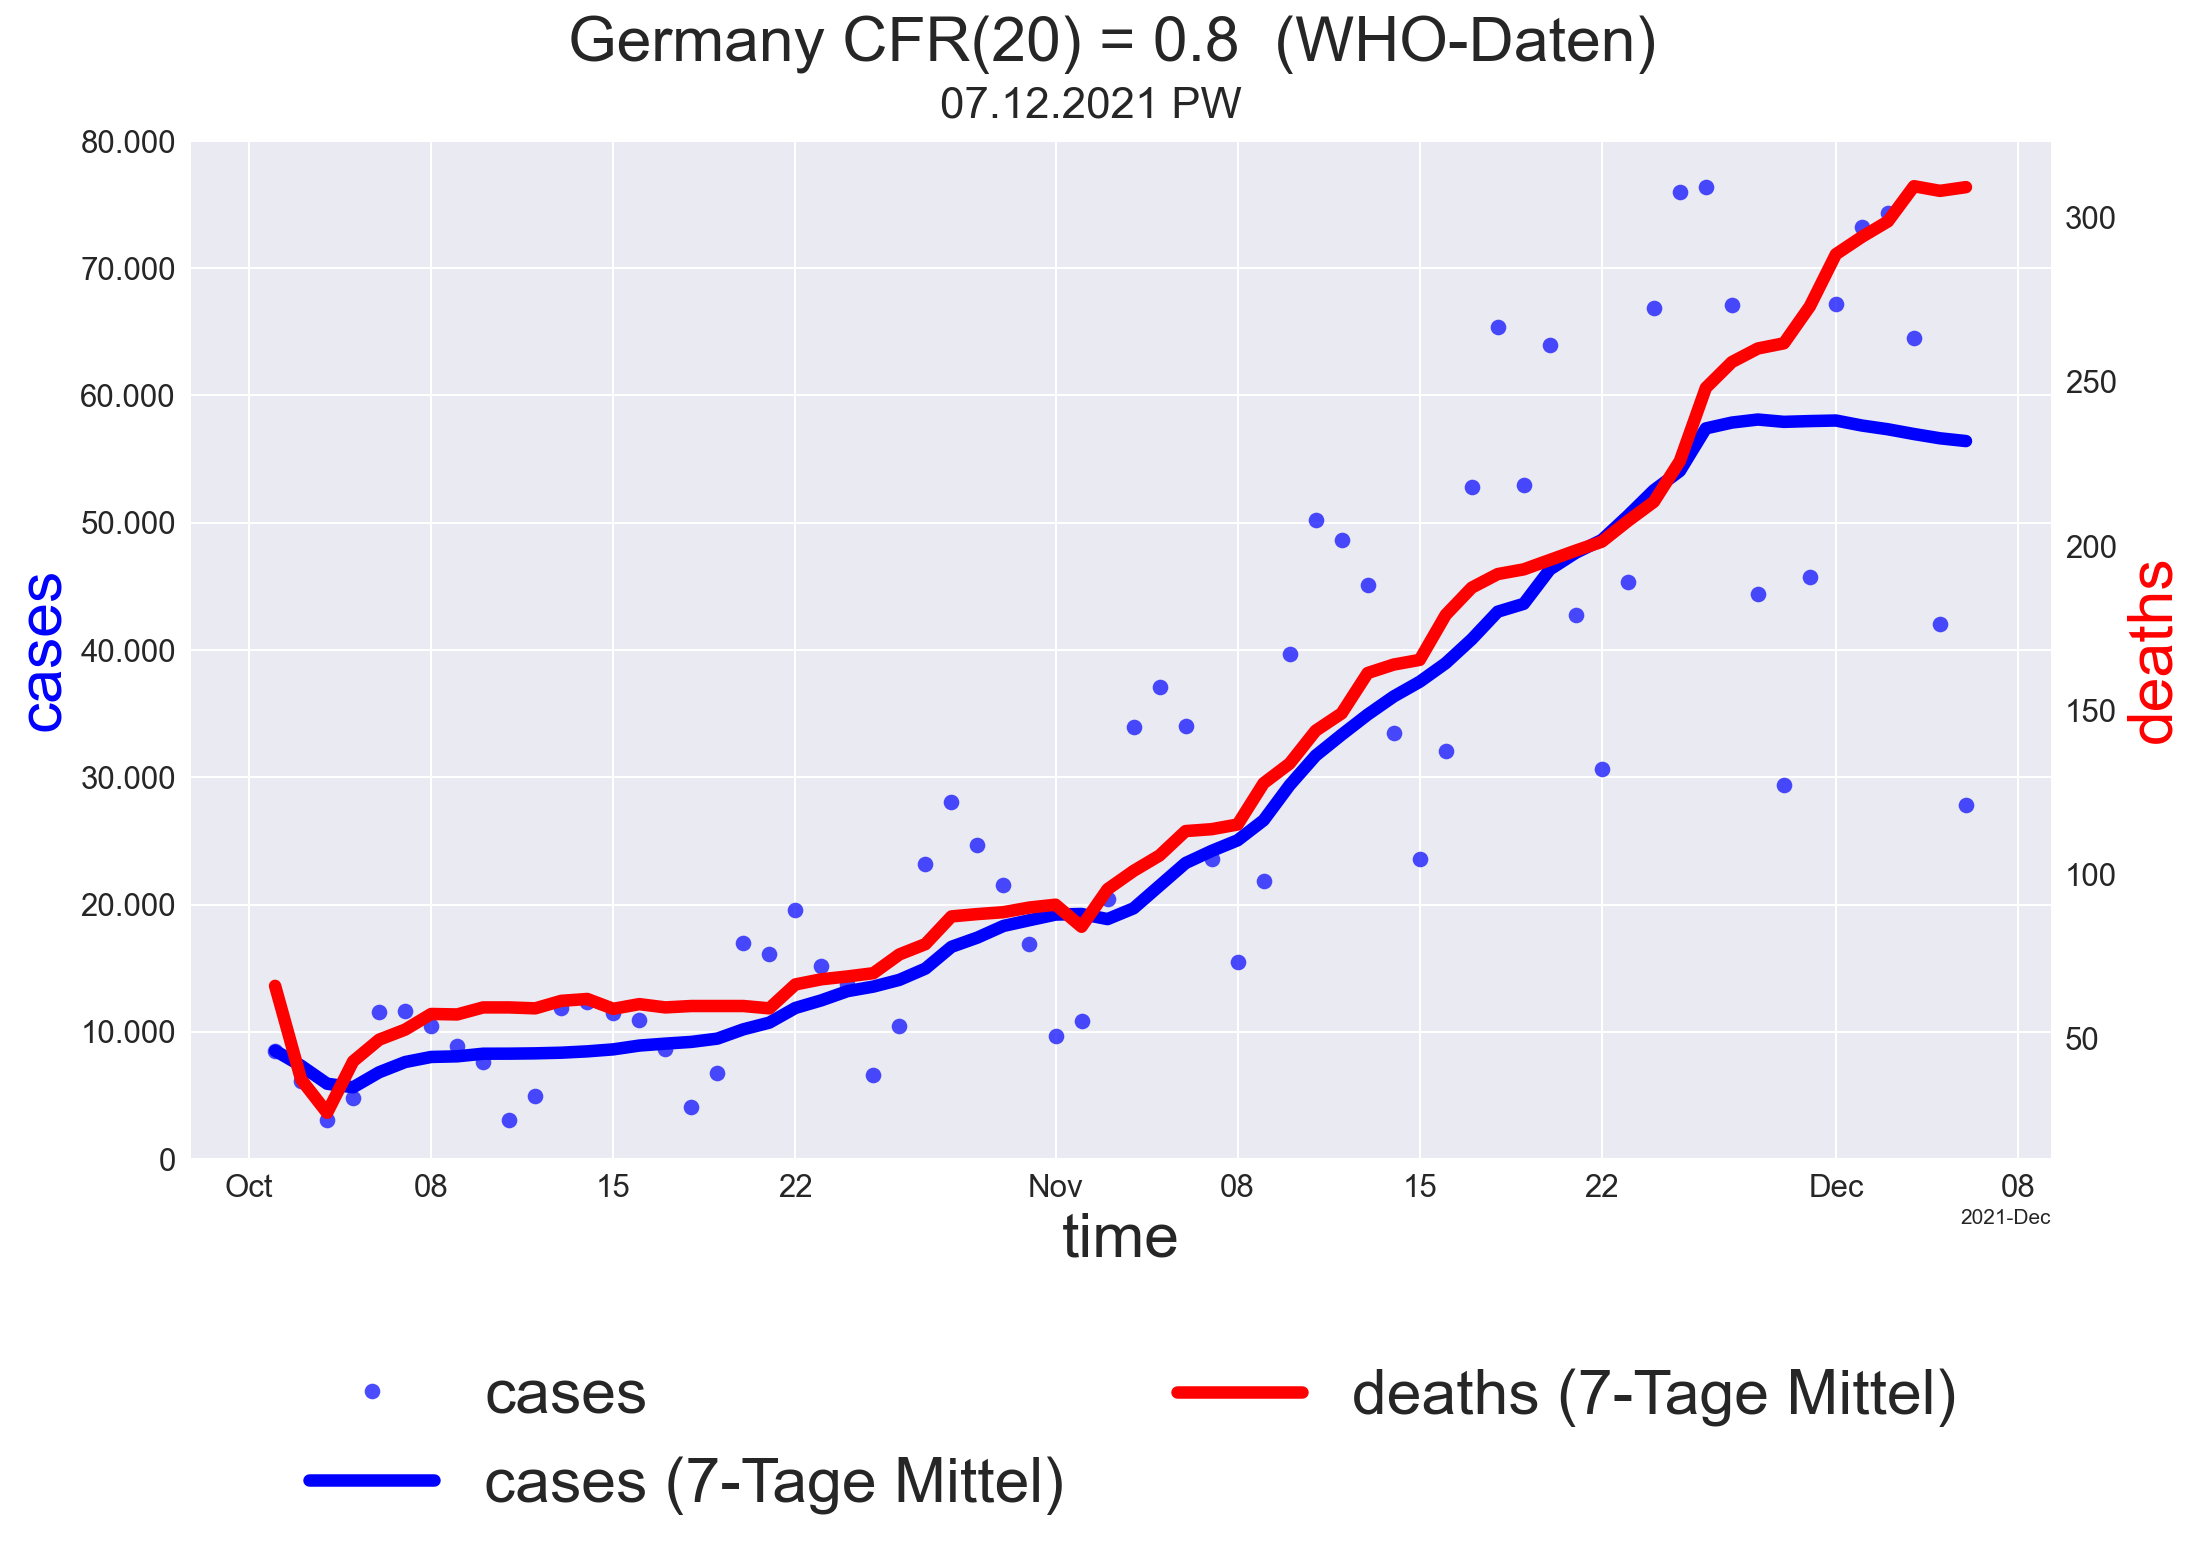 Germany CFR(20) = 0.8  (WHO-Daten)
07.12.2021 PW
80.000
70.000
60.000
50.000
40.000
30.000
20.000
10.000
0
cases
300
250
200
150
100
50
deaths
Oct 08 15 22 Nov 08 15 22 Dec 08
2021-Dec
time
cases
cases (7-Tage Mittel)
deaths (7-Tage Mittel)